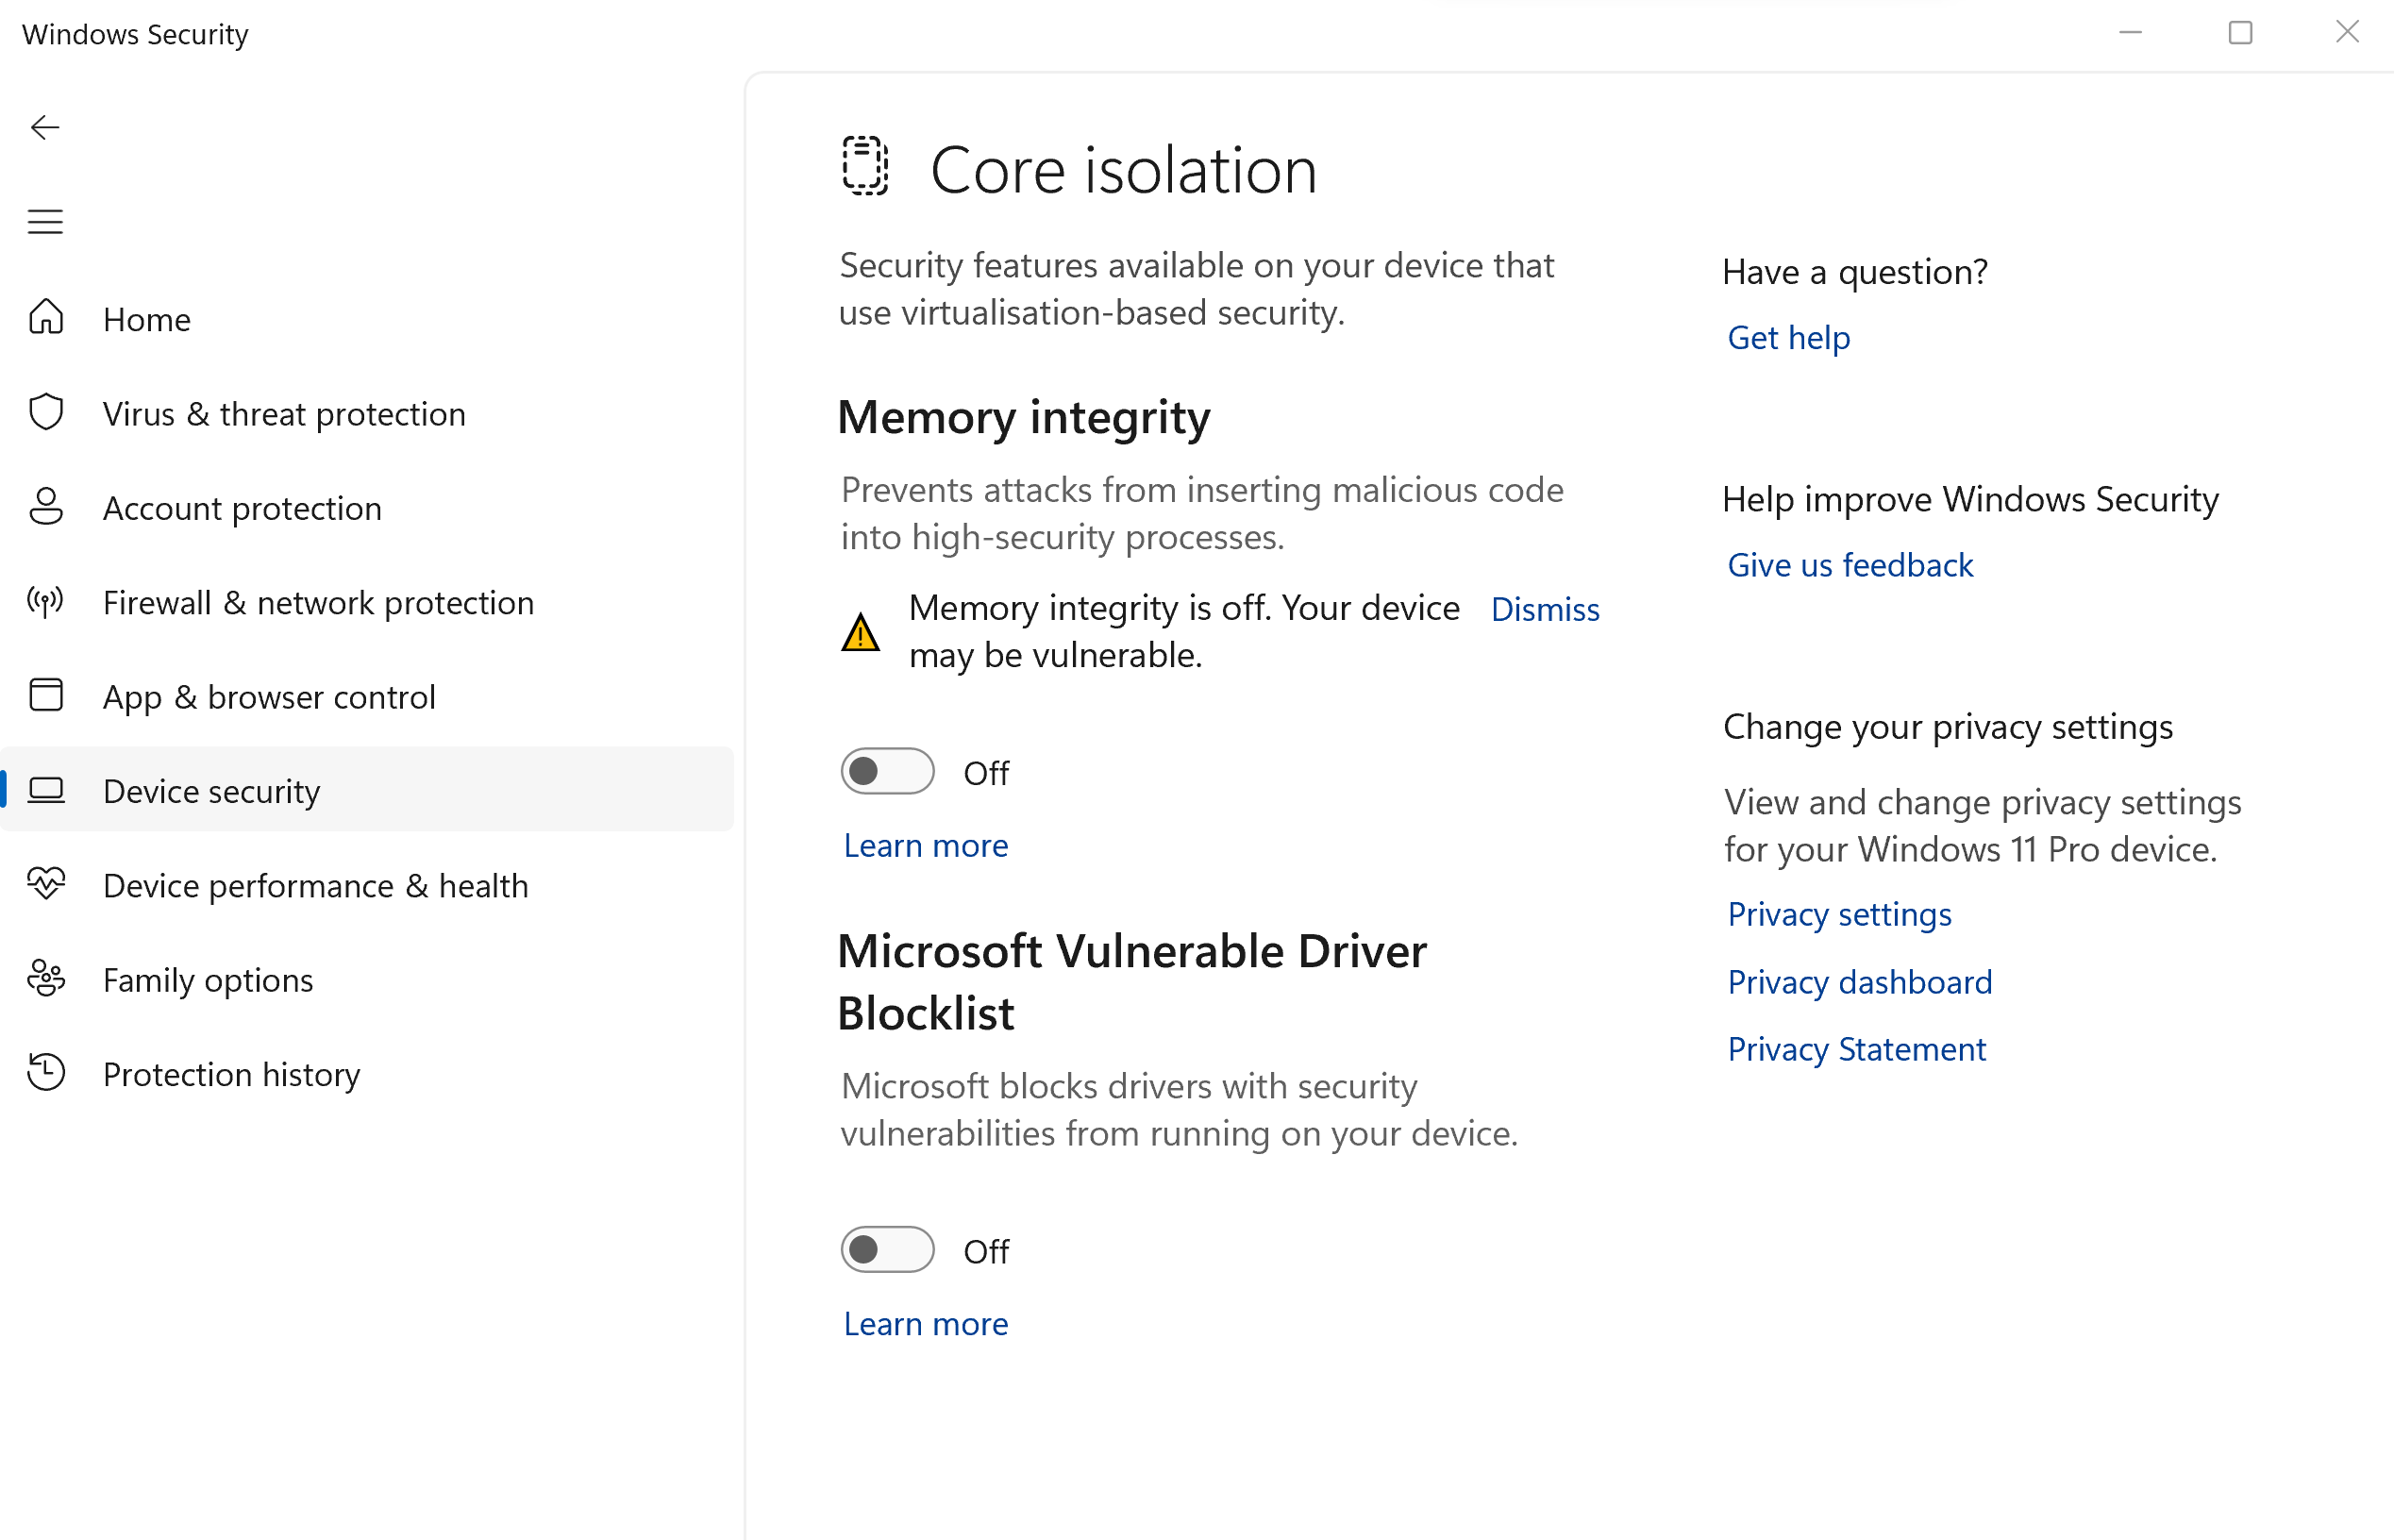 Windows Security
Home
Virus & threat protection
Account protection
Firewall & network protection
App & browser control
Device security
Device performance & health
Family options
Protection history
Core isolation
Security features available on your device that
use virtualisation-based security.
Memory integrity
Prevents attacks from inserting malicious code
into high-security processes.
Memory integrity is off. Your device
may be vulnerable.
Dismiss
Off
Learn more
Microsoft Vulnerable Driver
Blocklist
Microsoft blocks drivers with security
vulnerabilities from running on your device.
Off
Learn more
Have a question?
Get help
Help improve Windows Security
Give us feedback
Change your privacy settings
View and change privacy settings
for your Windows 11 Pro device.
Privacy settings
Privacy dashboard
Privacy Statement